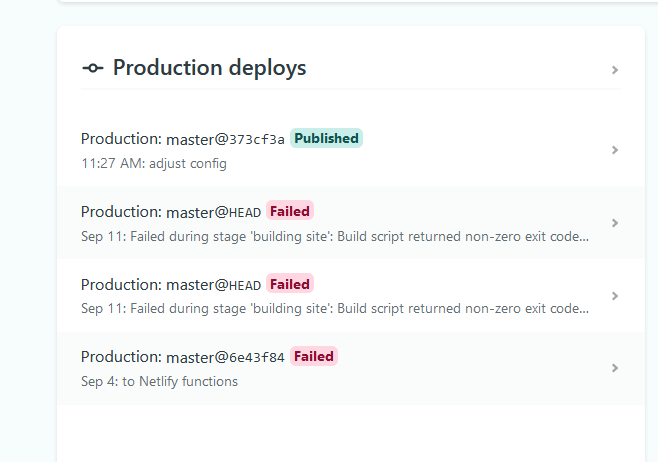 Production deploys
Production: master@373cf3a Published
11:27 AM: adjust config
Production: master@HEAD Failed
Sep 11: Failed during stage 'building site': Build script returned non-zero exit code...
Production: master@HEAD Failed
Sep 11: Failed during stage 'building site': Build script returned non-zero exit code...
Production: master@6e43f84 Failed
Sep 4: to Netlify functions